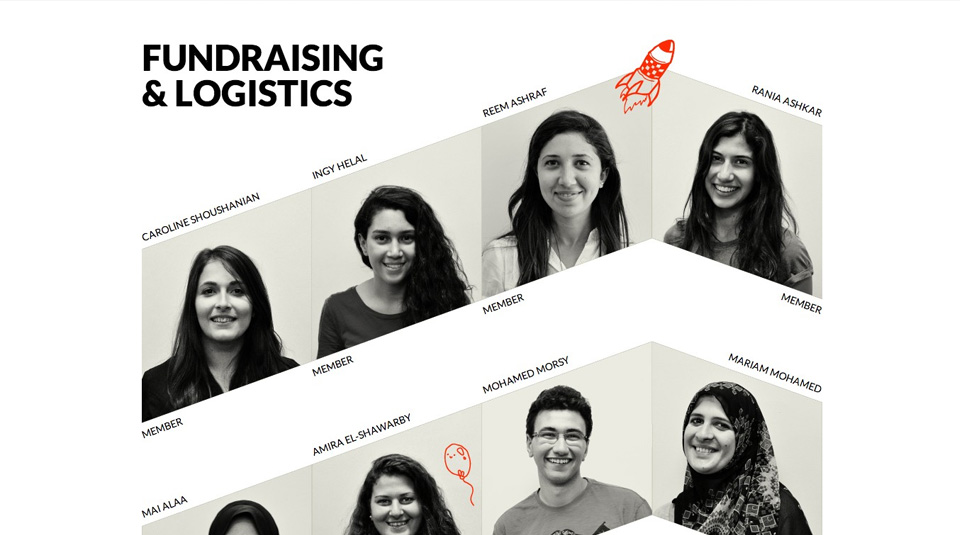 FUNDRAISING
& LOGISTICS
CAROLINE SHOUSHANIAN
INGY HELAL
REEM ASHRAF
RANIA ASHKAR
MEMBER
MEMBER
MEMBER
MEMBER
MAI ALAA
AMIRA EL-SHAWARBY
MOHAMED MORSY
MARIAM MOHAMED